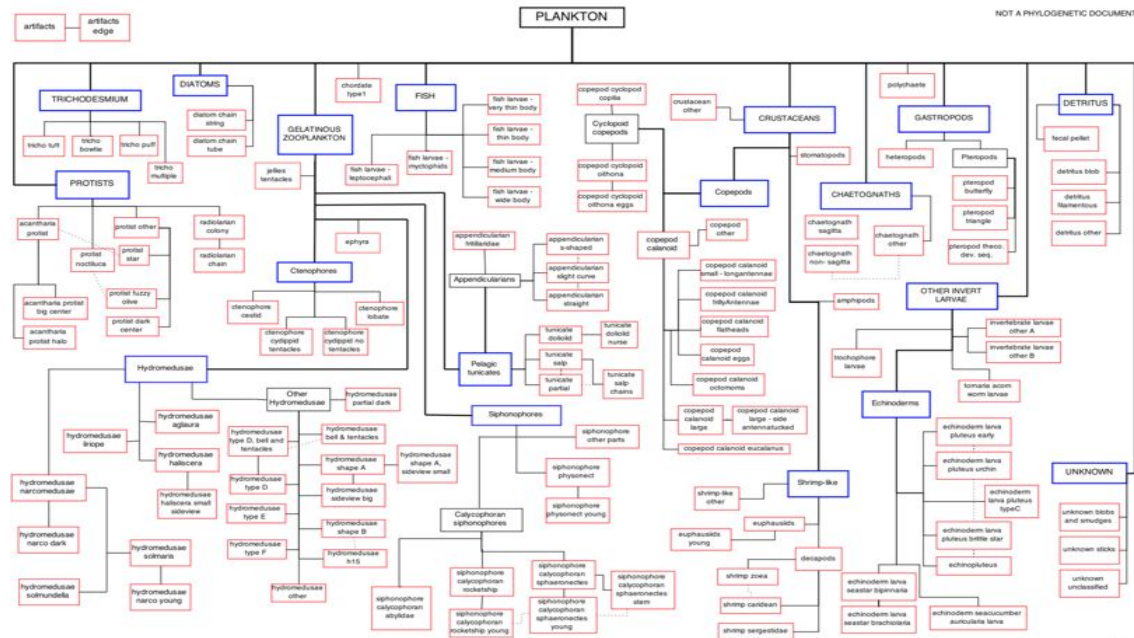 PLANKTON
NOT A PHYLOGENETIC DOCUMENT
artifacts
artifacts
edge
TRICHODESMIUM
tricho tuft
tricho
bowtie
tricho puff
tricho
multiple
DIATOMS
diatom chain
string
diatom chain
tube
PROTISTS
acantharia
protist
protist other
protist
noctiluca
protist
star
protist fuzzy
olive
protist dark
center
acantharia protist
big center
acantharia
protist halo
radiolarian
colony
radiolarian
chain
GELATINOUS
ZOOPLANKTON
jellies
tentacles
ephyra
chordate
type1
FISH
fish larvae -
very thin body
fish larvae -
thin body
fish larvae -
medium body
fish larvae -
wide body
fish larvae -
leptocephali
fish larvae -
myctophids
Ctenophores
ctenophore
cestid
ctenophore
cydippid
tentacles
ctenophore
cydippid no
tentacles
ctenophore
lobate
appendicularian
fritillaridae
Appendicularians
appendicularian
s-shaped
appendicularian
slight curve
appendicularian
straight
Pelagic
tunicates
tunicate
doliolid
tunicate
doliolid
nurse
tunicate
salp
tunicate
partial
tunicate
salp
chains
copepod cyclopoid
copilia
Cyclopoid
copepods
copepod cyclopoid
oithona
copepod cyclopoid
oithona eggs
crustacean
other
CRUSTACEANS
stomatopods
Copepods
copepod
calanoid
copepod
other
copepod calanoid
small - longantennae
copepod calanoid
frillyAntennae
copepod calanoid
flatheads
copepod
calanoid eggs
copepod calanoid
octomoms
copepod
calanoid
large
copepod calanoid
large - side
antennatucked
copepod calanoid eucalanus
polychaete
GASTROPODS
heteropods
Pteropods
pteropod
butterfly
pteropod
triangle
pteropod theco.
dev. seq.
CHAETOGNATHS
chaetognath
sagitta
chaetognath
non- sagitta
chaetognath
other
DETRITUS
fecal pellet
detritus blob
detritus
filamentous
detritus other
amphipods
OTHER INVERT
LARVAE
trochophore
larvae
invertebrate larvae
other A
invertebrate larvae
other B
tornaria acorn
worm larvae
Echinoderms
echinoderm larva
pluteus early
echinoderm larva
pluteus urchin
echinoderm
larva pluteus
typeC
echinoderm larva
pluteus brittle star
echinopluteus
echinoderm larva
seastar bipinnaria
echinoderm larva
seastar brachiolaria
echinoderm seacucumber
auricularia larva
UNKNOWN
unknown blobs
and smudges
unknown sticks
unknown
unclassified
Hydromedusae
hydromedusae
aglaura
hydromedusae
liriope
hydromedusae
haliscera
hydromedusae
haliscera small
sideview
hydromedusae
narcomedusae
hydromedusae
narco dark
hydromedusae
solmaris
hydromedusae
solmundella
hydromedusae
narco young
Other
Hydromedusae
hydromedusae
partial dark
hydromedusae
type D, bell and
tentacles
hydromedusae
bell & tentacles
hydromedusae
type D
hydromedusae
shape A
hydromedusae
shape A,
sideview small
hydromedusae
sideview big
hydromedusae
type E
hydromedusae
shape B
hydromedusae
type F
hydromedusae
h15
hydromedusae
other
Siphonophores
siphonophore
other parts
siphonophore
physonect
siphonophore
physonect young
Calycophoran
siphonophores
siphonophore
calycophoran
abylidae
siphonophore
calycophoran
rocketship
siphonophore
calycophoran
rocketship young
siphonophore
calycophoran
sphaeronectes
siphonophore
calycophoran
sphaeronectes
young
siphonophore
calycophoran
sphaeronectes
stem
Shrimp-like
shrimp-like
other
euphausiids
euphausiids
young
decapods
shrimp zoea
shrimp caridean
shrimp sergestidae